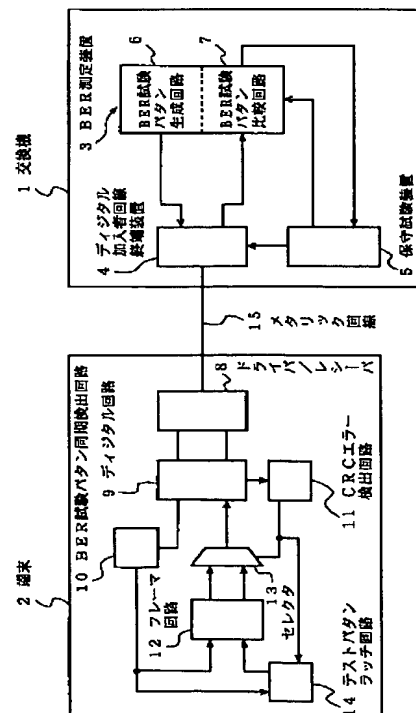 1 交換機
3 BER測定装置
6
BER試験
パタン
生成回路
7
BER試験
パタン
比較回路
4 ディジタル
加入者回線
終端装置
5 保守試験装置
15
メタリック
回線
2 端末
10 BER試験パタン同期検出回路
9 ディジタル回路
8
ドライバ/レシーバ
12 フレーマ
回路
13
セレクタ
11 CRCエラー
検出回路
14 テストパタン
ラッチ回路